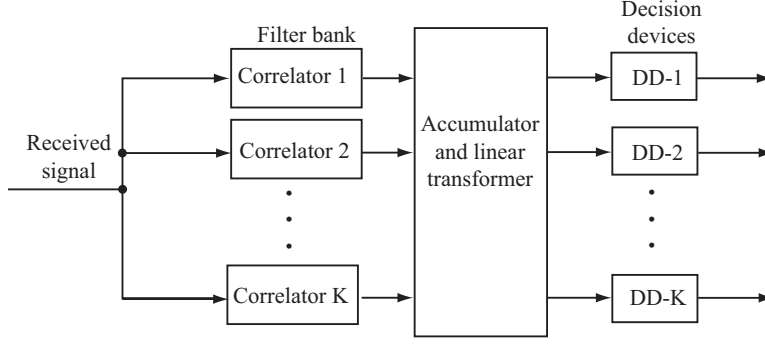 Decision
devices
Filter bank
Correlator 1
DD-1
Received
signal
Correlator 2
Accumulator
and linear
transformer
DD-2
Correlator K
DD-K